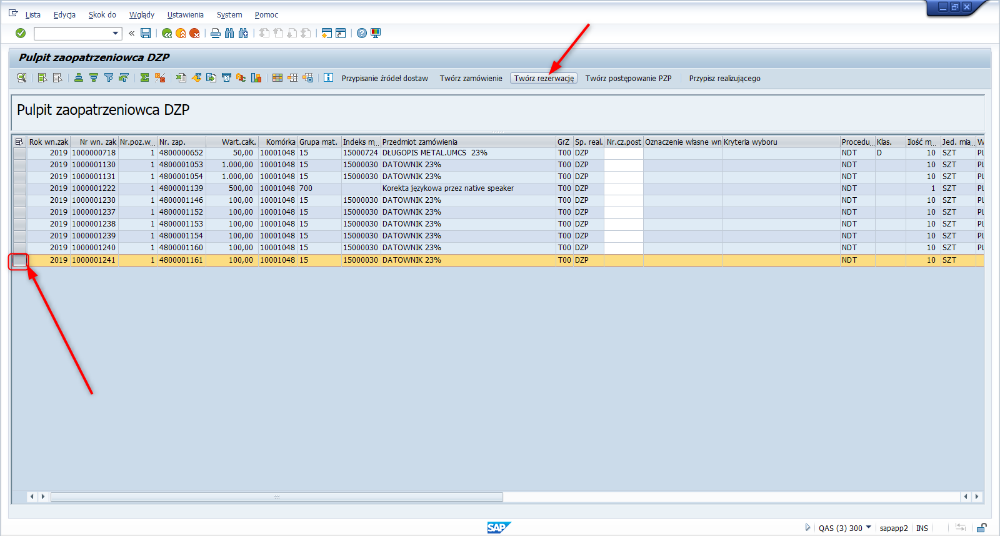 Lista Edycja Skok do Wglądy Ustawienia System Pomoc
Pulpit zaopatrzeniowca DZP
Przypisanie źródeł dostaw Twórz zamówienie Twórz rezerwację Twórz postępowanie PZP Przypisz realizującego
Pulpit zaopatrzeniowca DZP
Rok wn.zak Nr wn. zak Nr.poz.w... Nr. zap. Wart.całk. Komórka Grupa mat. Indeks m... Przedmiot zamówienia GrZ Sp. real. Nr.cz.post Oznaczenie własne wn Kryteria wyboru Procedu... Klas. Ilość m... Jed. mia... W
2019 1000000718 1 4800000652 50,00 10001048 15 15000724 DŁUGOPIS METAL.UMCS 23% T00 DZP NDT D 10 SZT PL
2019 1000001130 1 4800001053 1.000,00 10001048 15 15000030 DATOWNIK 23% T00 DZP NDT 10 SZT PL
2019 1000001131 1 4800001054 1.000,00 10001048 15 15000030 DATOWNIK 23% T00 DZP NDT 10 SZT PL
2019 1000001222 1 4800001139 500,00 10001048 700 Korekta językowa przez native speaker T00 DZP NDT 1 SZT PL
2019 1000001230 1 4800001146 100,00 10001048 15 15000030 DATOWNIK 23% T00 DZP NDT 10 SZT PL
2019 1000001237 1 4800001152 100,00 10001048 15 15000030 DATOWNIK 23% T00 DZP NDT 10 SZT PL
2019 1000001238 1 4800001153 100,00 10001048 15 15000030 DATOWNIK 23% T00 DZP NDT 10 SZT PL
2019 1000001239 1 4800001154 100,00 10001048 15 15000030 DATOWNIK 23% T00 DZP NDT 10 SZT PL
2019 1000001240 1 4800001160 100,00 10001048 15 15000030 DATOWNIK 23% T00 DZP NDT 10 SZT PL
2019 1000001241 1 4800001161 100,00 10001048 15 15000030 DATOWNIK 23% T00 DZP NDT 10 SZT
SAP QAS (3) 300 sapapp2 INS